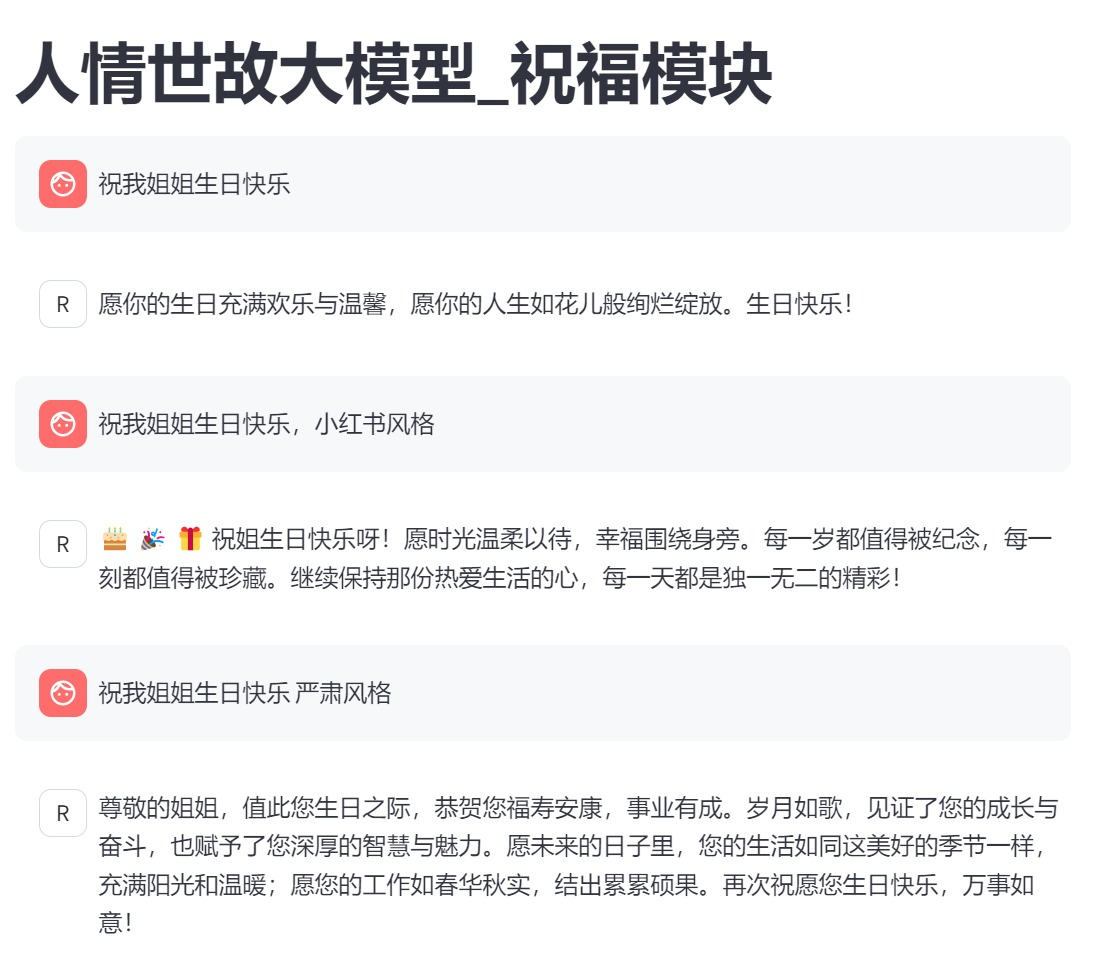 人情世故大模型_祝福模块
祝我姐姐生日快乐
R
愿你的生日充满欢乐与温馨，愿你的人生如花儿般绚烂绽放。生日快乐！
祝我姐姐生日快乐，小红书风格
R
🎂 🎉 🎁 祝姐生日快乐呀！愿时光温柔以待，幸福围绕身旁。每一岁都值得被纪念，每一
刻都值得被珍藏。继续保持那份热爱生活的心，每一天都是独一无二的精彩！
祝我姐姐生日快乐 严肃风格
R
尊敬的姐姐，值此您生日之际，恭贺您福寿安康，事业有成。岁月如歌，见证了您的成长与
奋斗，也赋予了您深厚的智慧与魅力。愿未来的日子里，您的生活如同这美好的季节一样，
充满阳光和温暖；愿您的工作如春华秋实，结出累累硕果。再次祝愿您生日快乐，万事如
意！